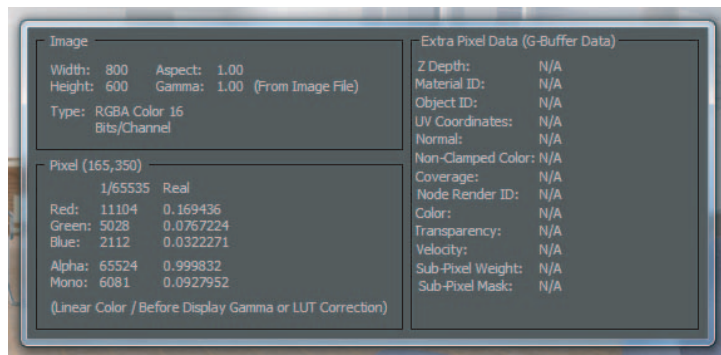 Image
Width: 800 Aspect: 1.00
Height: 600 Gamma: 1.00 (From Image File)
Type: RGBA Color 16
Bits/Channel
Pixel (165,350)
1/65535 Real
Red: 11104 0.169436
Green: 5028 0.0767224
Blue: 2112 0.0322271
Alpha: 65524 0.999832
Mono: 6081 0.0927952
(Linear Color / Before Display Gamma or LUT Correction)
Extra Pixel Data (G-Buffer Data)
Z Depth: N/A
Material ID: N/A
Object ID: N/A
UV Coordinates: N/A
Normal: N/A
Non-Clamped Color: N/A
Coverage: N/A
Node Render ID: N/A
Color: N/A
Transparency: N/A
Velocity: N/A
Sub-Pixel Weight: N/A
Sub-Pixel Mask: N/A